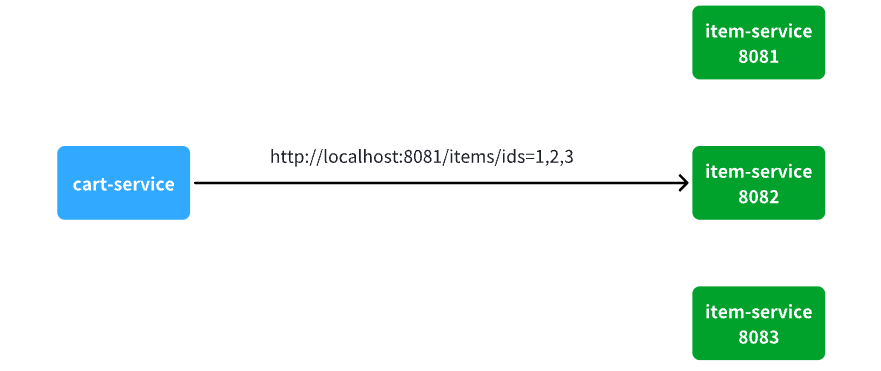 item-service
8081
http://localhost:8081/items/ids=1,2,3
cart-service
item-service
8082
item-service
8083